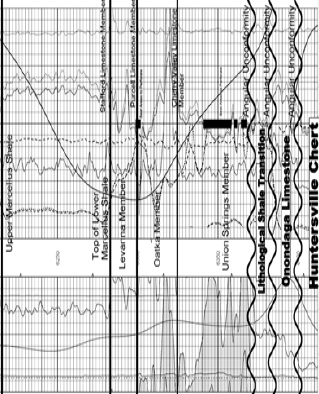 Upper Marcellus Shale
Top of Lower
Marcellus Shale
Stafford Limestone Member
Levanna Member
Purcell Limestone Member
Oatka Member
Cherry Valley Limestone
Member
Union Springs Member
Angular Unconformity
Lithological Shale Transition
Angular Unconformity
Onondaga Limestone
Angular Unconformity
Huntersville Chert